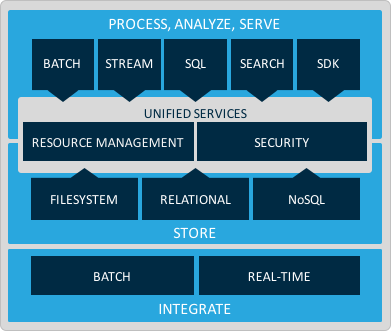 PROCESS, ANALYZE, SERVE
BATCH STREAM SQL SEARCH SDK
UNIFIED SERVICES
RESOURCE MANAGEMENT SECURITY
FILESYSTEM RELATIONAL NoSQL
STORE
BATCH REAL-TIME
INTEGRATE